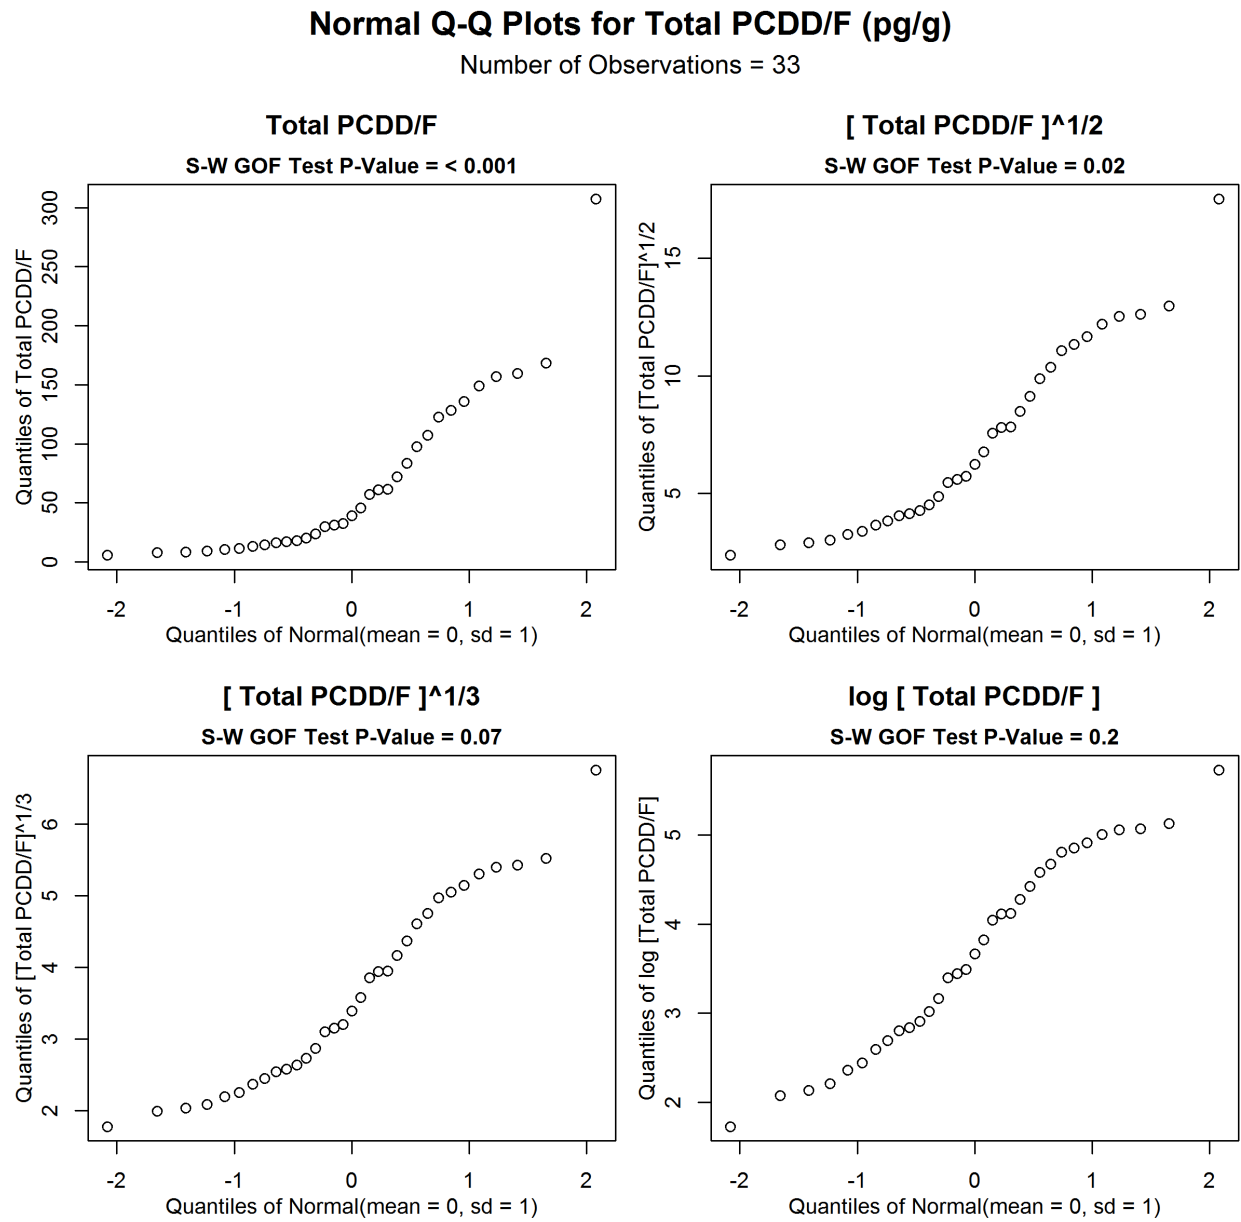 Normal Q-Q Plots for Total PCDD/F (pg/g)
Number of Observations = 33
Total PCDD/F
S-W GOF Test P-Value = < 0.001
Quantiles of Total PCDD/F
300
250
200
150
100
50
0
-2 -1 0 1 2
Quantiles of Normal(mean = 0, sd = 1)
[ Total PCDD/F ]^1/2
S-W GOF Test P-Value = 0.02
Quantiles of [Total PCDD/F]^1/2
15
10
5
-2 -1 0 1 2
Quantiles of Normal(mean = 0, sd = 1)
[ Total PCDD/F ]^1/3
S-W GOF Test P-Value = 0.07
Quantiles of [Total PCDD/F]^1/3
6
5
4
3
2
-2 -1 0 1 2
Quantiles of Normal(mean = 0, sd = 1)
log [ Total PCDD/F ]
S-W GOF Test P-Value = 0.2
Quantiles of log [Total PCDD/F]
5
4
3
2
-2 -1 0 1 2
Quantiles of Normal(mean = 0, sd = 1)